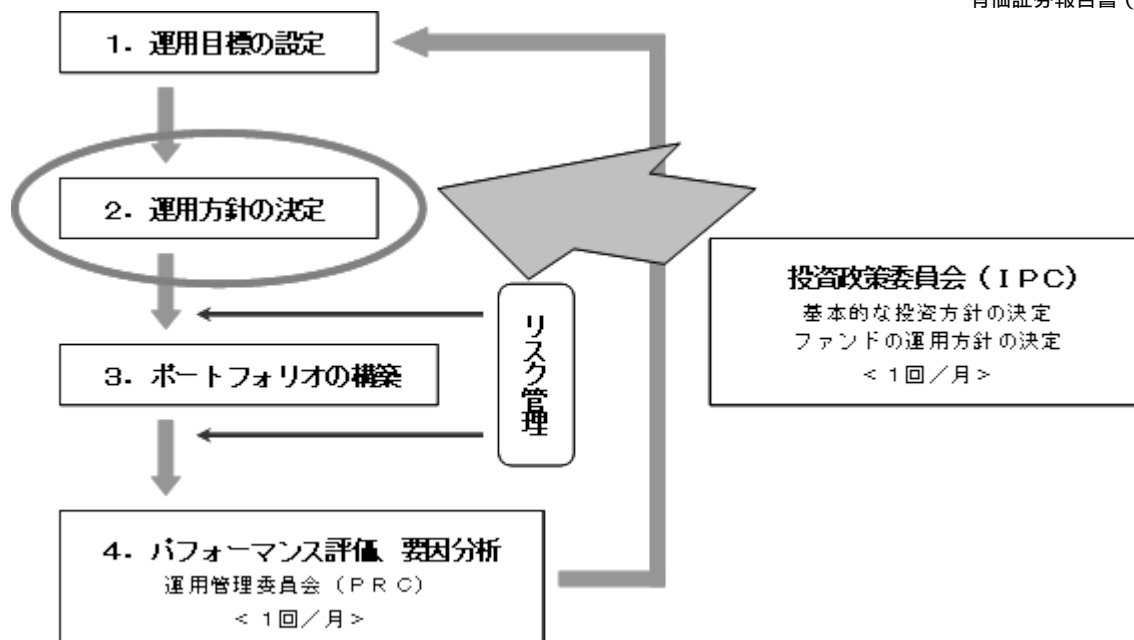 有価証券報告書（
1．運用目標の設定
2．運用方針の決定
投資政策委員会（ＩＰＣ）
基本的な投資方針の決定
ファンドの運用方針の決定
＜１回／月＞
リスク管理
3．ポートフォリオの構築
4．パフォーマンス評価、要因分析
運用管理委員会（ＰＲＣ）
＜１回／月＞